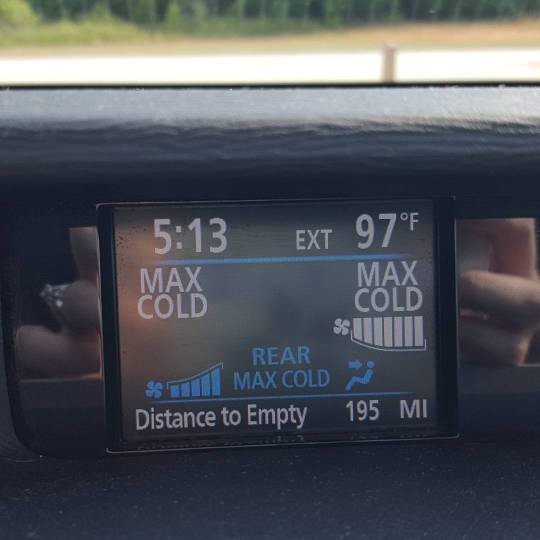 5:13 EXT 97°F
MAX COLD MAX COLD
REAR
MAX COLD
Distance to Empty 195 MI